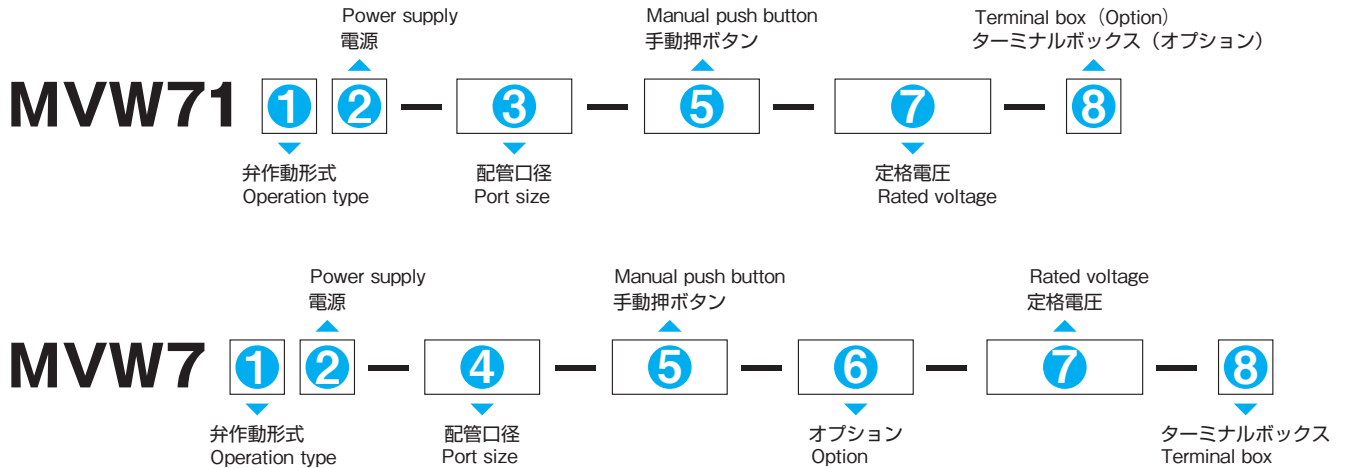 Power supply
電源
Manual push button
手動押ボタン
Terminal box（Option）
ターミナルボックス（オプション）
MVW71 1 2 — 3 — 5 — 7 — 8
弁作動形式
Operation type
配管口径
Port size
定格電圧
Rated voltage
Power supply
電源
Manual push button
手動押ボタン
Rated voltage
定格電圧
MVW7 1 2 — 4 — 5 — 6 — 7 — 8
弁作動形式
Operation type
配管口径
Port size
オプション
Option
ターミナルボックス
Terminal box